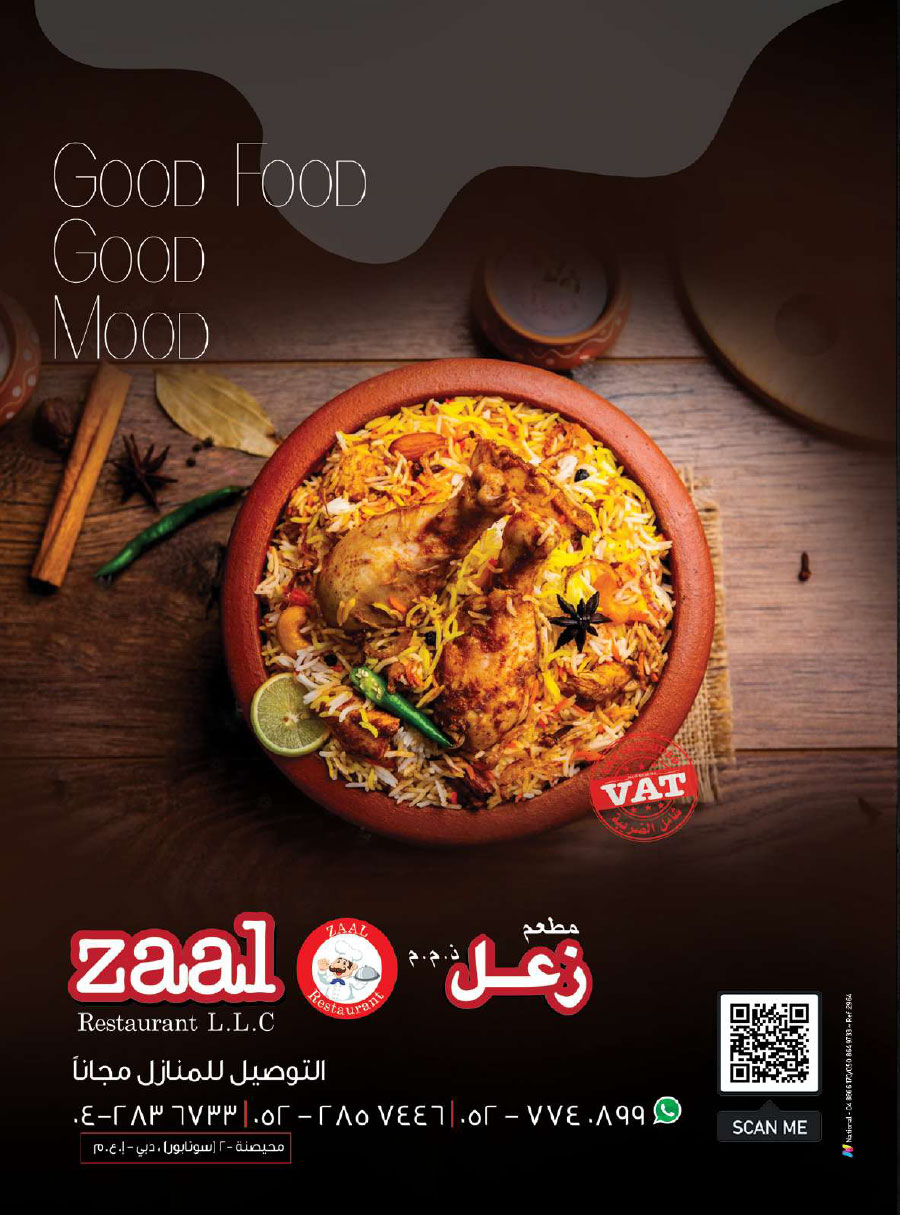 GOOD FOOD
GOOD
MOOD
VAT
شامل الضريبة
zaal
Restaurant L.L.C
ZAAL
Restaurant
مطعم
زعل
ذ.م.م
التوصيل للمنازل مجاناً
٠٤-٢٨٣ ٦٧٣٣ | ٠٥٢ - ٢٨٥ ٧٤٤٦ | ٠٥٢ - ٧٧٤ ٠٨٩٩
محيصنة -٢ (سونابور) ، دبي - إ.ع.م
SCAN ME